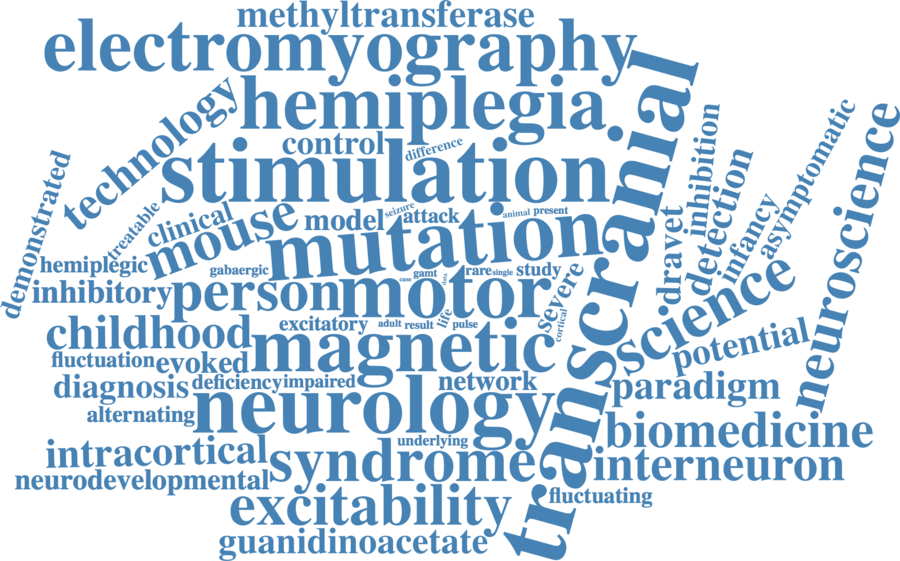 methyltransferase
electromyography
hemiplegia
technology
control
difference
transcranial
stimulation
demonstrated
treatable
clinical
mouse
model
seizure
attack
animal
present
mutation
inhibition
detection
dravet
infancy
asymptomatic
neuroscience
hemiplegic
gabaergic
case
gamt
data
rare
single
study
severe
inhibitory
person
motor
science
childhood
excitatory
adult
result
life
pulse
cortical
potential
fluctuation
evoked
magnetic
diagnosis
deficiency
impaired
network
paradigm
alternating
neurology
underlying
biomedicine
intracortical
syndrome
interneuron
neurodevelopmental
excitability
fluctuating
guanidinoacetate